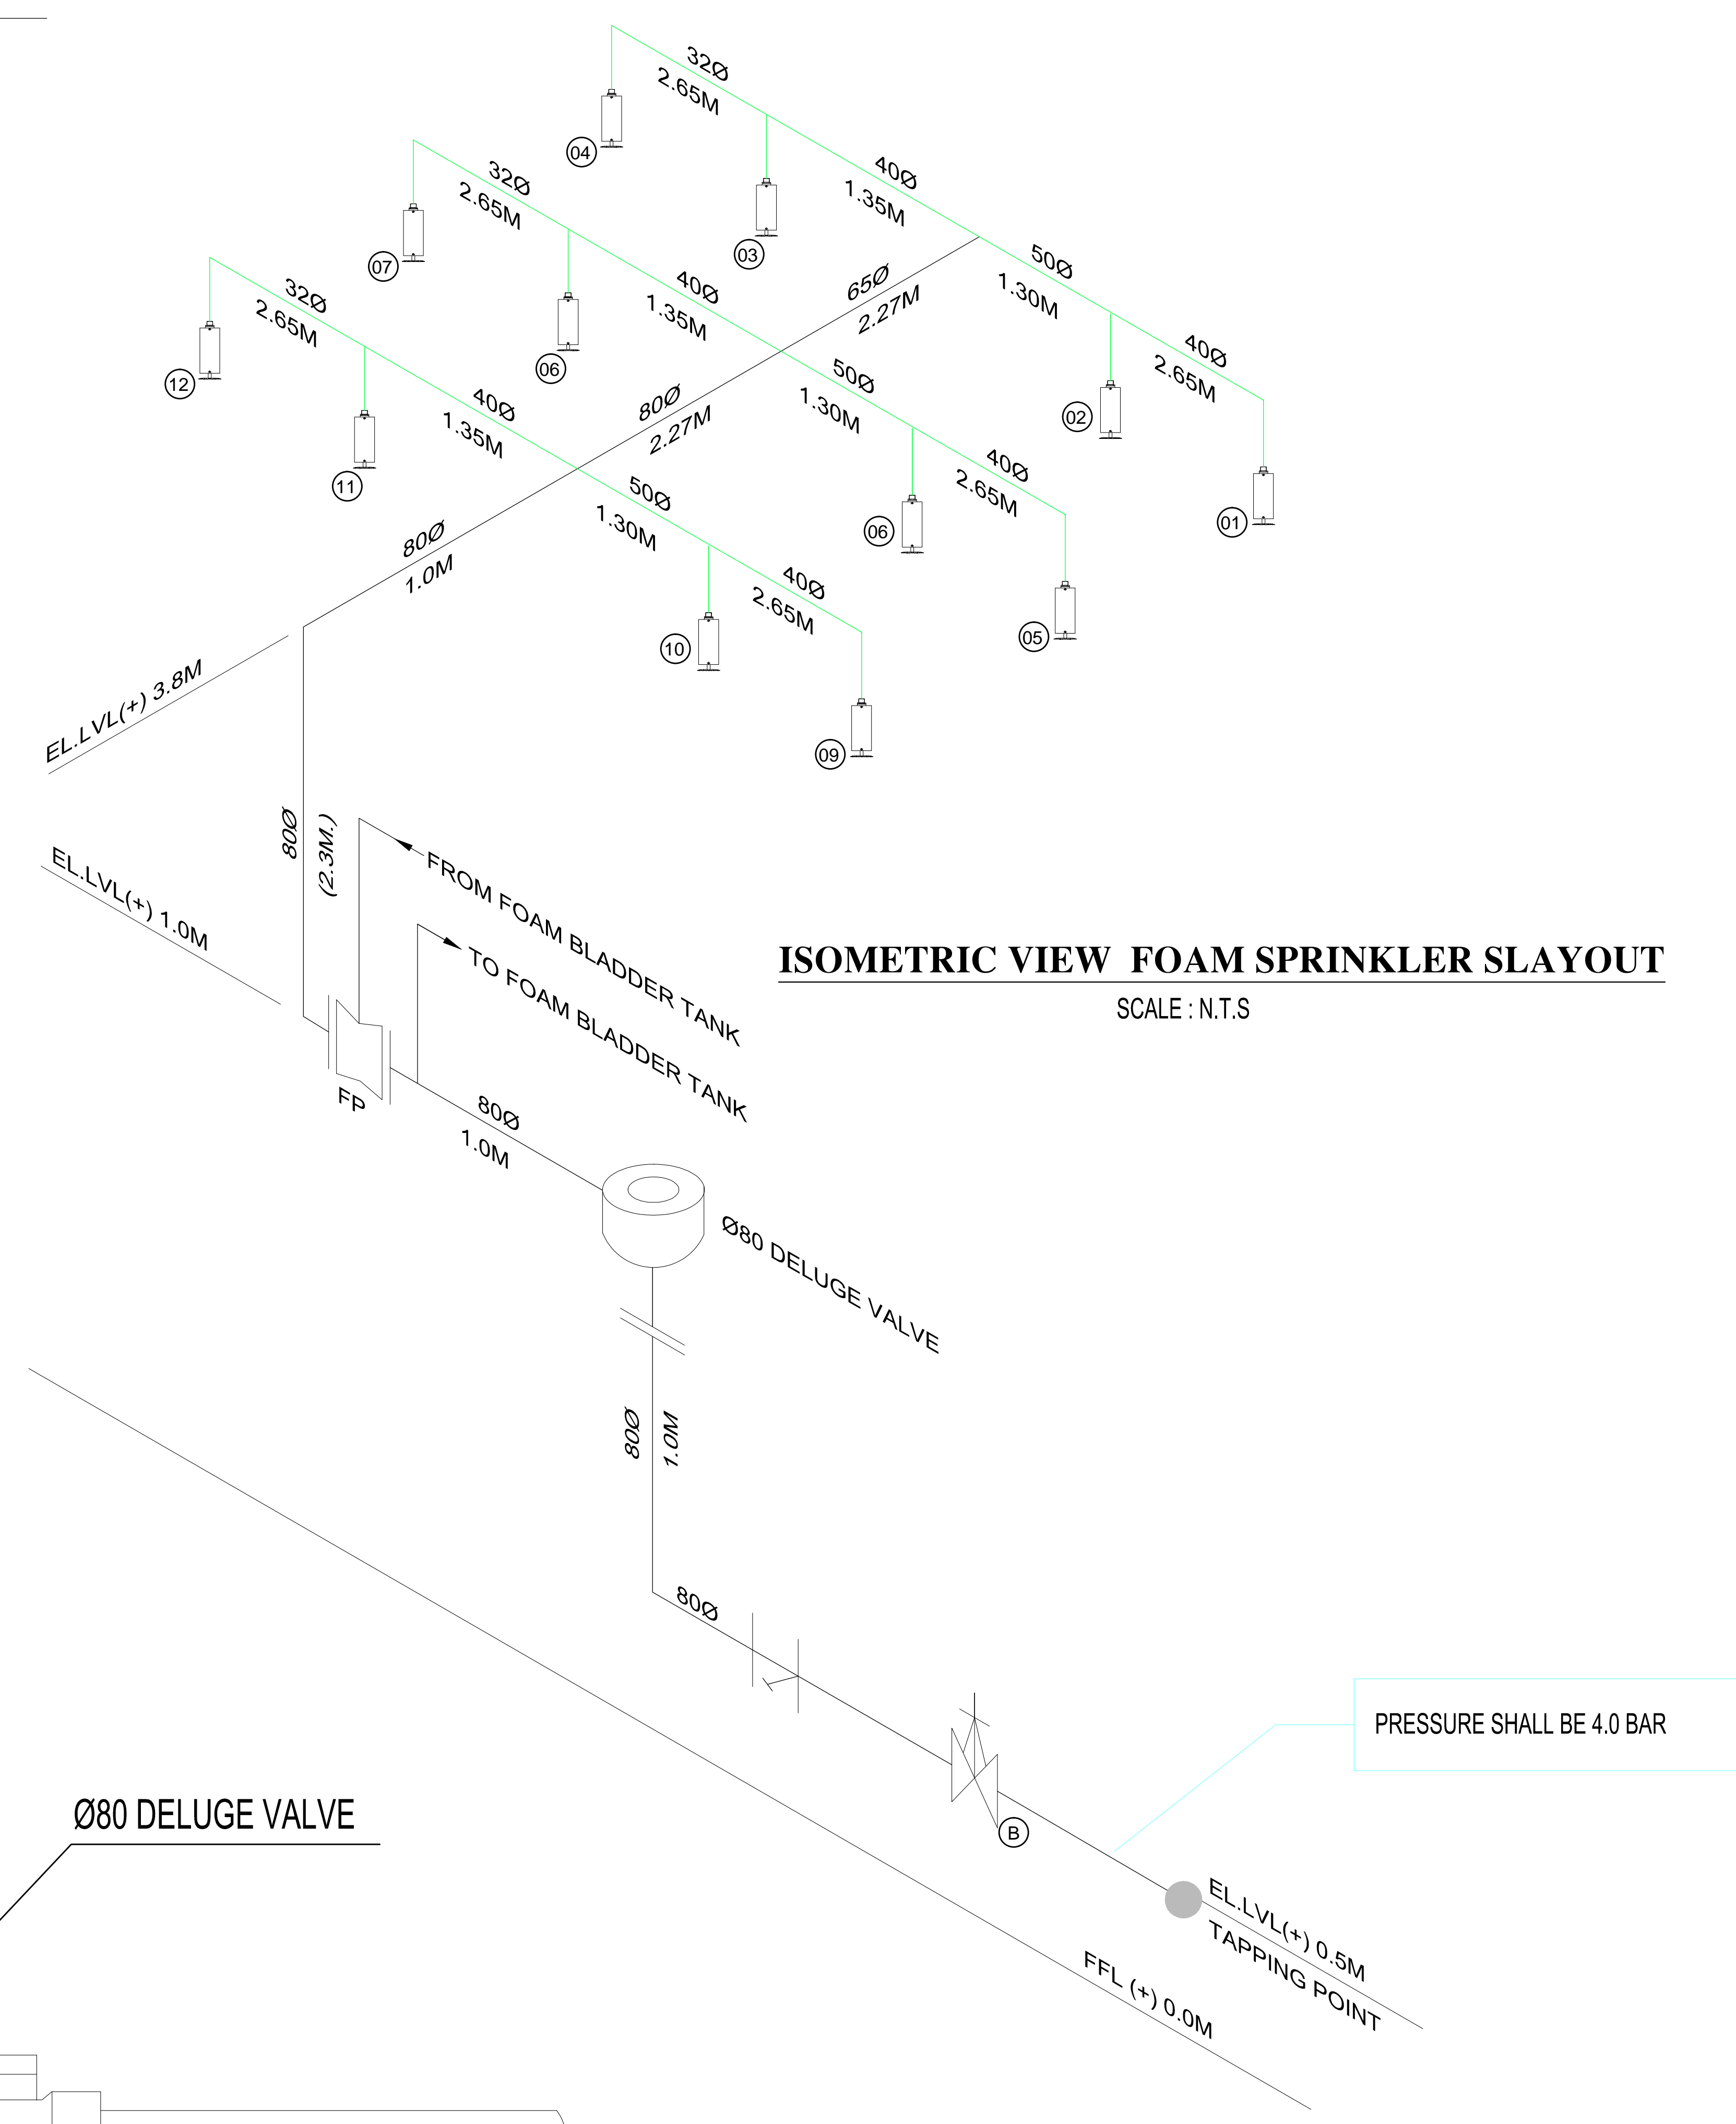 32Ø
2.65M
04
40Ø
1.35M
03
50Ø
1.30M
02
40Ø
2.65M
01
65Ø
2.27M
32Ø
2.65M
07
40Ø
1.35M
06
50Ø
1.30M
06
40Ø
2.65M
05
80Ø
2.27M
32Ø
2.65M
12
40Ø
1.35M
11
50Ø
1.30M
10
40Ø
2.65M
09
80Ø
1.0M
EL.LVL(+) 3.8M
80Ø
(2.3M.)
EL.LVL(+) 1.0M
FROM FOAM BLADDER TANK
TO FOAM BLADDER TANK
ISOMETRIC VIEW FOAM SPRINKLER SLAYOUT
SCALE : N.T.S
FP
80Ø
1.0M
Ø80 DELUGE VALVE
80Ø
1.0M
80Ø
PRESSURE SHALL BE 4.0 BAR
B
Ø80 DELUGE VALVE
EL.LVL(+) 0.5M
TAPPING POINT
FFL (+) 0.0M